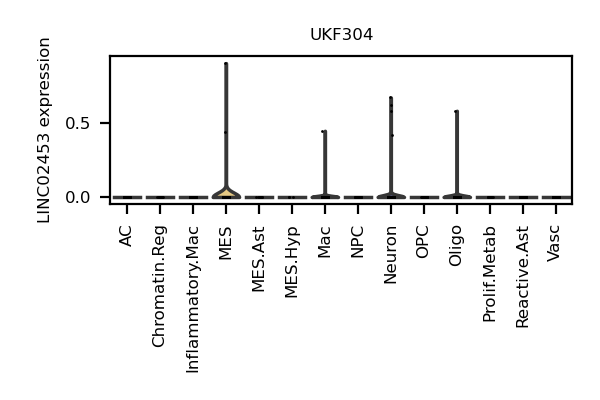 UKF304
LINC02453 expression
0.5
0.0
AC
Chromatin.Reg
Inflammatory.Mac
MES
MES.Ast
MES.Hyp
Mac
NPC
Neuron
OPC
Oligo
Prolif.Metab
Reactive.Ast
Vasc